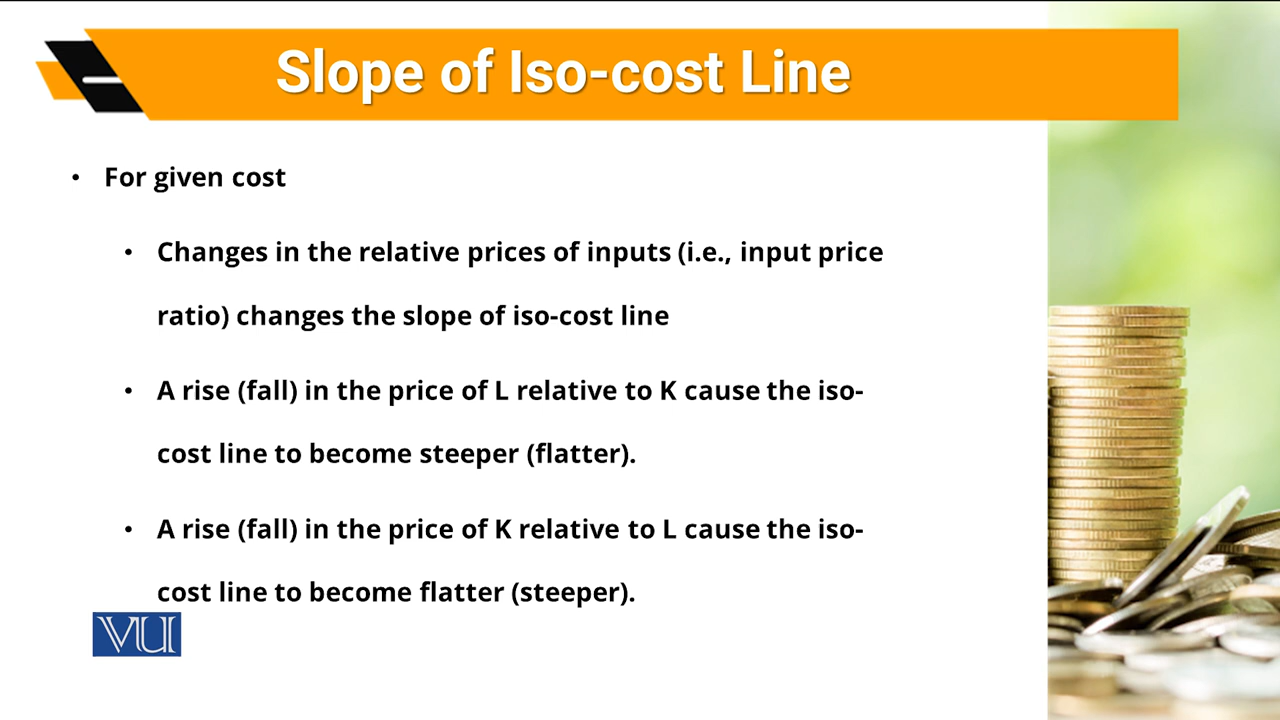 Slope of Iso-cost Line
• For given cost
• Changes in the relative prices of inputs (i.e., input price
ratio) changes the slope of iso-cost line
• A rise (fall) in the price of L relative to K cause the iso-
cost line to become steeper (flatter).
• A rise (fall) in the price of K relative to L cause the iso-
cost line to become flatter (steeper).
VU